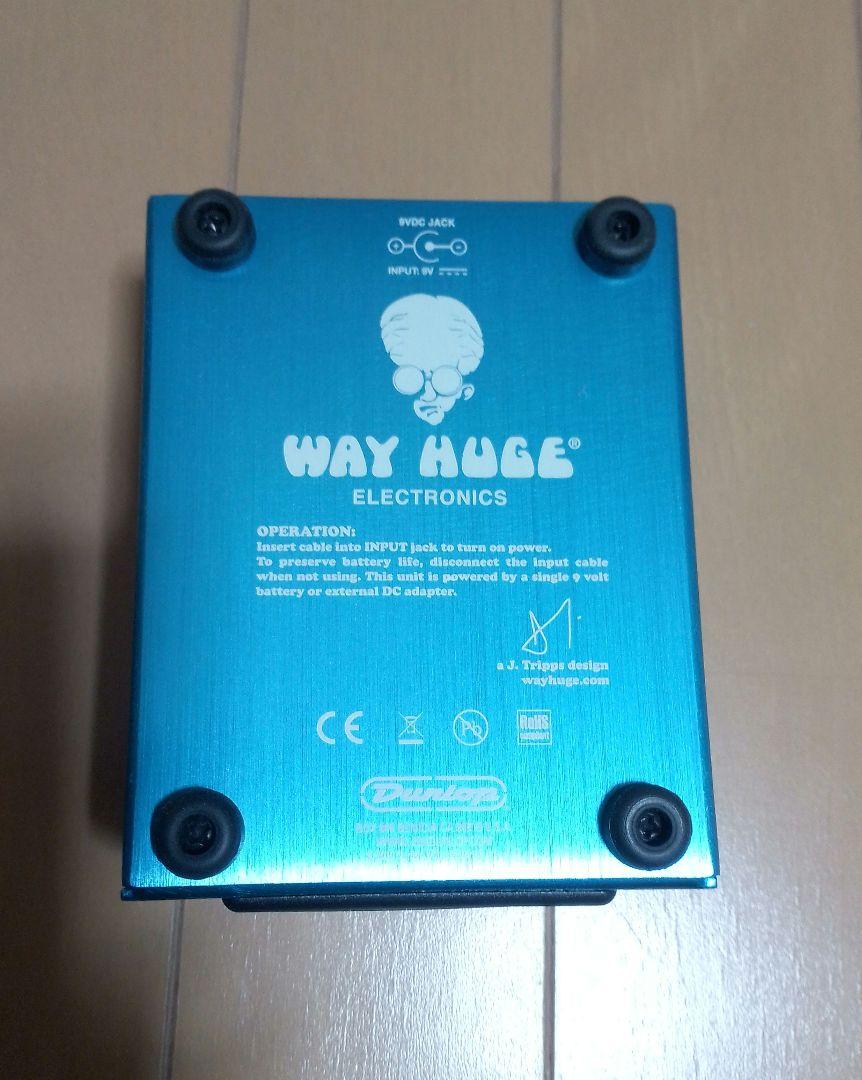 9VDC JACK
INPUT: 9V
WAY HUGE®
ELECTRONICS
OPERATION:
Insert cable into INPUT jack to turn on power.
To preserve battery life, disconnect the input cable
when not using. This unit is powered by a single 9 volt
battery or external DC adapter.
a J. Tripps design
wayhuge.com
CE
Pb
RoHS
compliant
Dunlop